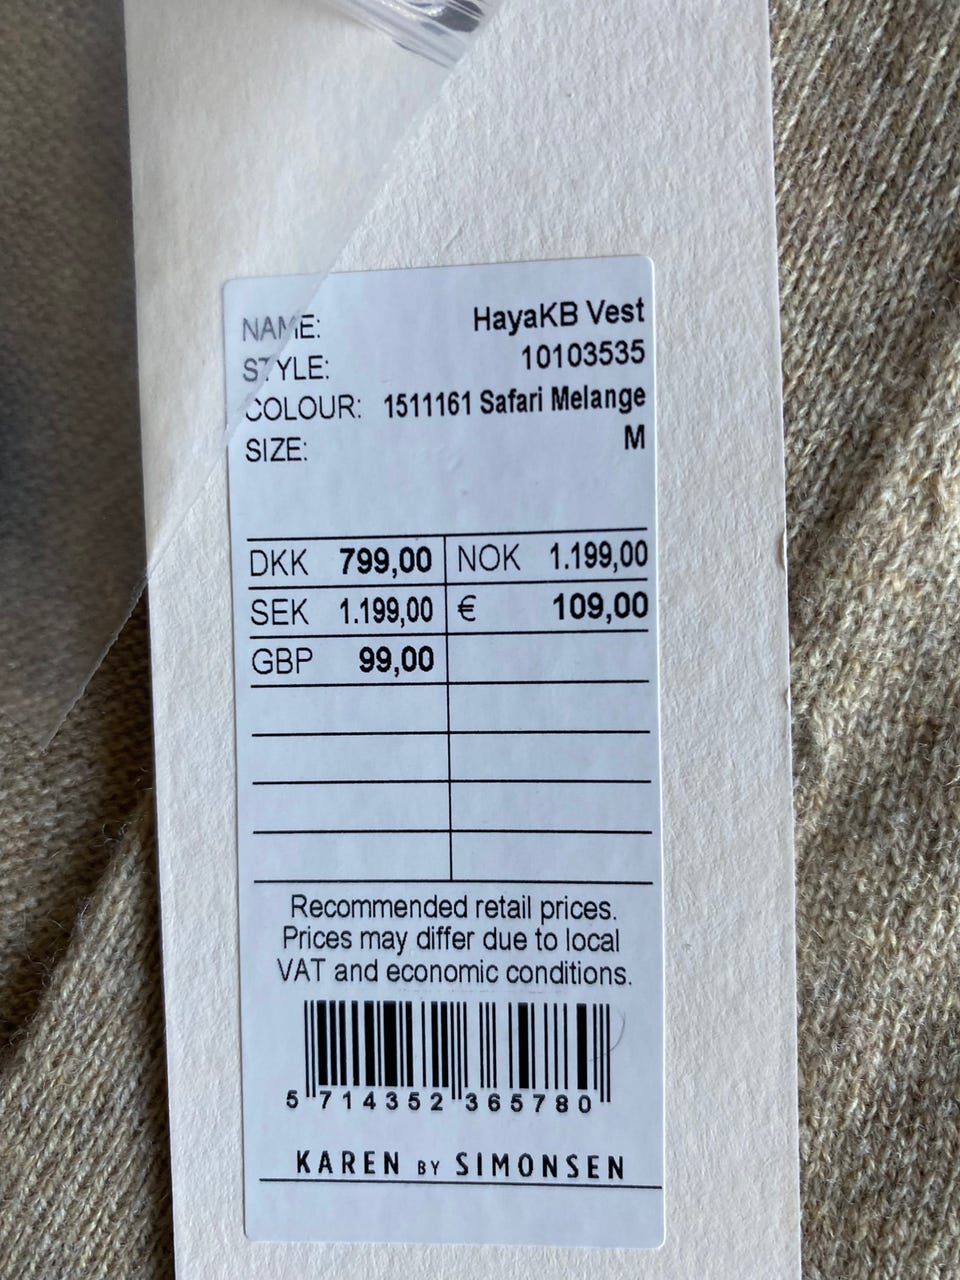 NAME: HayaKB Vest
STYLE: 10103535
COLOUR: 1511161 Safari Melange
SIZE: M
DKK 799,00 NOK 1.199,00
SEK 1.199,00 € 109,00
GBP 99,00
Recommended retail prices.
Prices may differ due to local
VAT and economic conditions.
5 714352 365780
KAREN BY SIMONSEN